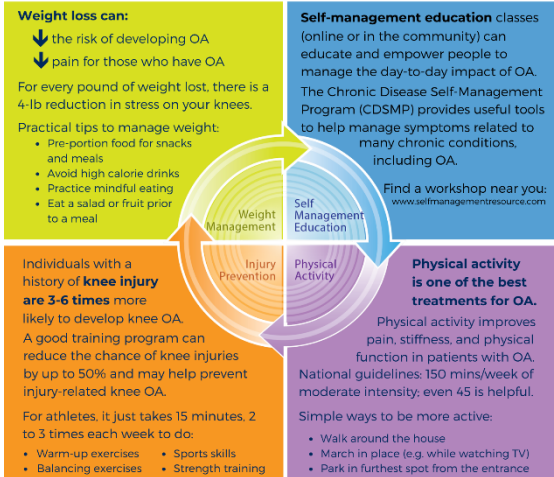 Weight loss can:
the risk of developing OA
pain for those who have OA
For every pound of weight lost, there is a
4-lb reduction in stress on your knees.
Practical tips to manage weight:
• Pre-portion food for snacks
and meals
• Avoid high calorie drinks
• Practice mindful eating
• Eat a salad or fruit prior
to a meal
Self-management education classes
(online or in the community) can
educate and empower people to
manage the day-to-day impact of OA.
The Chronic Disease Self-Management
Program (CDSMP) provides useful tools
to help manage symptoms related to
many chronic conditions,
including OA.
Find a workshop near you:
www.selfmanagementresource.com
Weight
Management
Self
Management
Education
Injury
Prevention
Physical
Activity
Individuals with a
history of knee injury
are 3-6 times more
likely to develop knee OA.
A good training program can
reduce the chance of knee injuries
by up to 50% and may help prevent
injury-related knee OA.
For athletes, it just takes 15 minutes, 2
to 3 times each week to do:
• Warm-up exercises
• Balancing exercises
• Sports skills
• Strength training
Physical activity
is one of the best
treatments for OA.
Physical activity improves
pain, stiffness, and physical
function in patients with OA.
National guidelines: 150 mins/week of
moderate intensity; even 45 is helpful.
Simple ways to be more active:
• Walk around the house
• March in place (e.g. while watching TV)
• Park in furthest spot from the entrance